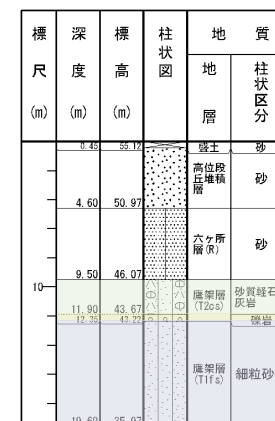 標尺(m) 深度(m) 標高(m) 柱状図 地質
地層 柱状区分
0.45 55.12 盛土 砂
高位段丘堆積層 砂
4.60 50.97
六ヶ所層(R) 砂
9.50 46.07
10
鷹架層(T2cs) 砂質軽石凝灰岩
11.90 43.67
12.35 43.22 礫岩
鷹架層(T1fs) 細粒砂
19.60 35.97